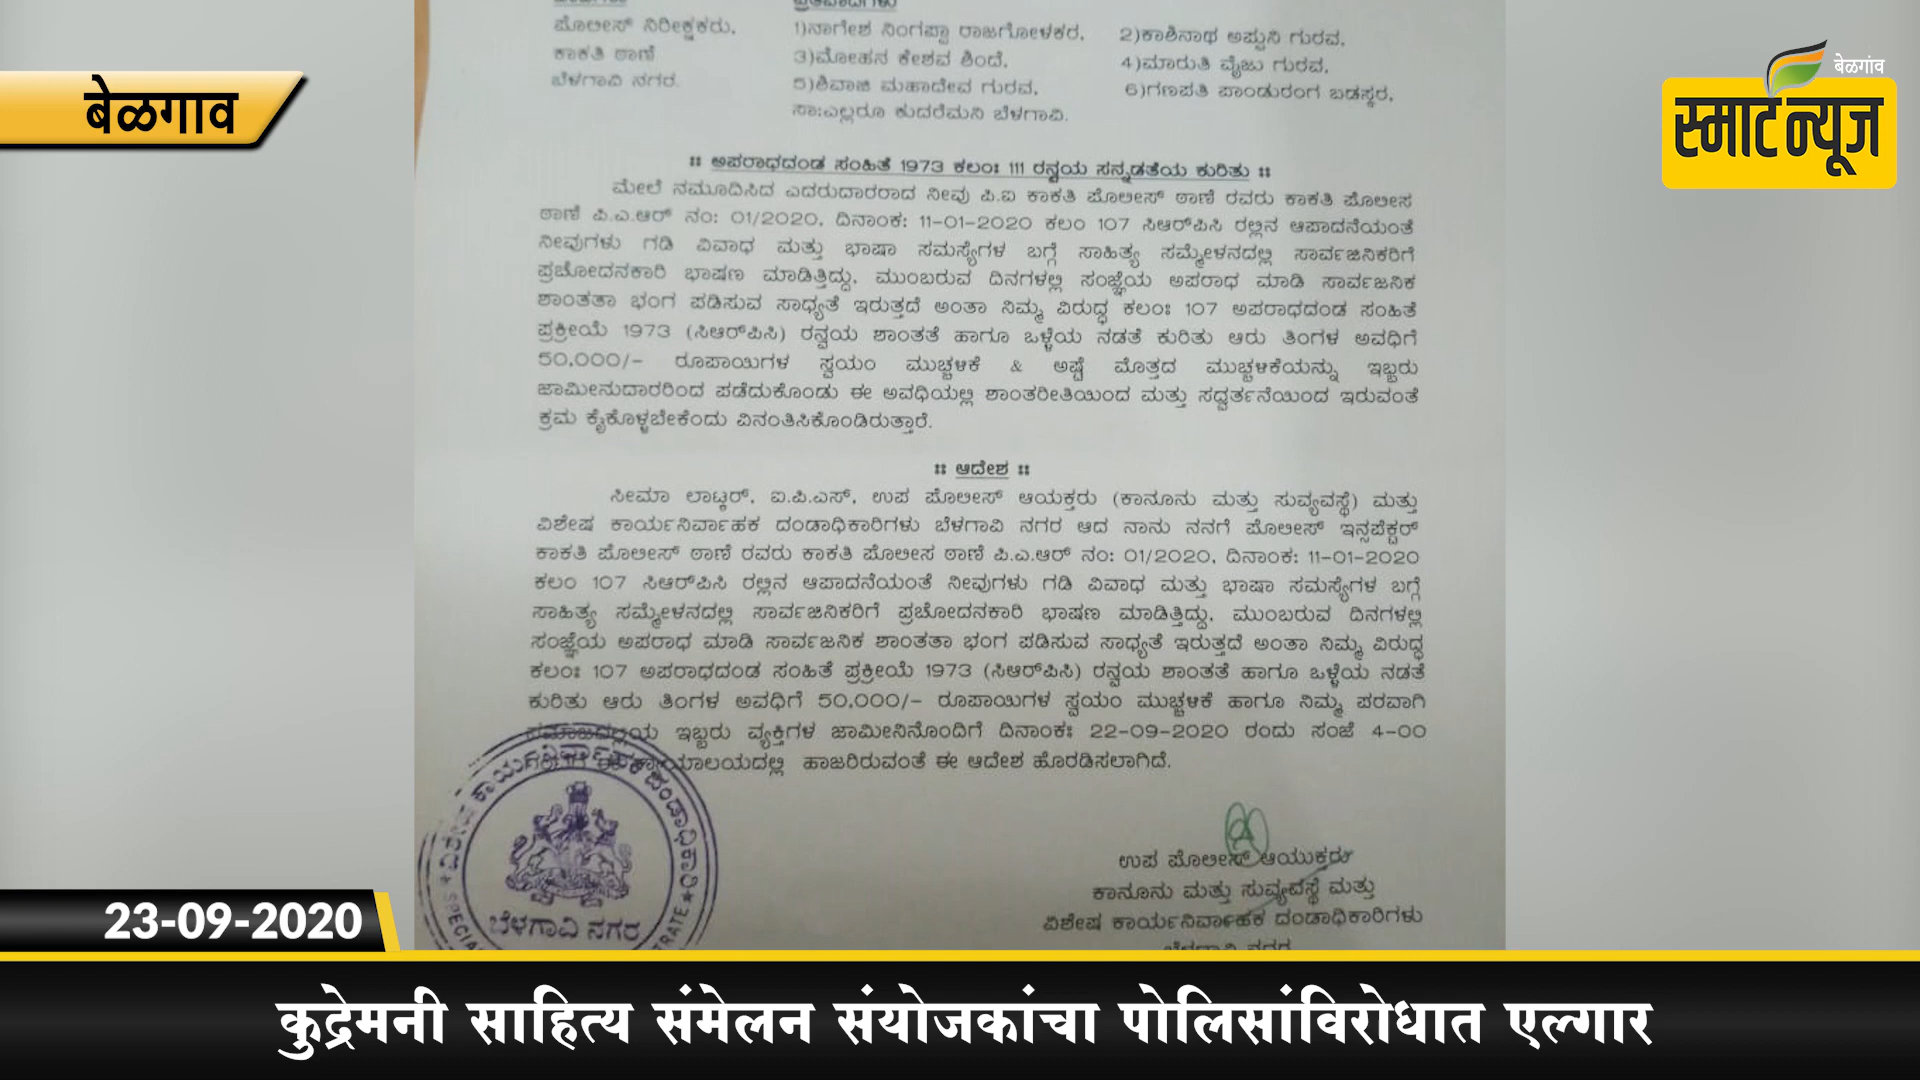 ಪೊಲೀಸ್ ನಿರೀಕ್ಷಕರು,
ಕಾಕತಿ ಠಾಣೆ
ಬೆಳಗಾವಿ ನಗರ.
1)ನಾಗೇಶ ನಿಂಗಪ್ಪಾ ರಾಜಗೋಳಕರ, 2)ಕಾಶಿನಾಥ ಅಪ್ಪುನಿ ಗುರವ,
3)ಮೋಹನ ಕೇಶವ ಶಿಂದೆ, 4)ಮಾರುತಿ ವೈಜು ಗುರವ,
5)ಶಿವಾಜಿ ಮಹಾದೇವ ಗುರವ, 6)ಗಣಪತಿ ಪಾಂಡುರಂಗ ಬಡಸ್ಕರ,
ಸಾ:ಎಲ್ಲರೂ ಕುದರೆಮನಿ ಬೆಳಗಾವಿ.
बेळगाव
बेळगांव
स्मार्ट न्यूज
:: ಅಪರಾಧದಂಡ ಸಂಹಿತೆ 1973 ಕಲಂಃ 111 ರನ್ವಯ ಸನ್ನಡತೆಯ ಕುರಿತು ::
ಮೇಲೆ ನಮೂದಿಸಿದ ಎದರುದಾರರಾದ ನೀವು ಪಿ.ಐ ಕಾಕತಿ ಪೊಲೀಸ್ ಠಾಣೆ ರವರು ಕಾಕತಿ ಪೊಲೀಸ
ಠಾಣೆ ಪಿ.ಎ.ಆರ್ ನಂ: 01/2020, ದಿನಾಂಕ: 11-01-2020 ಕಲಂ 107 ಸಿಆರ್‌ಪಿಸಿ ರಲ್ಲಿನ ಆಪಾದನೆಯಂತೆ
ನೀವುಗಳು ಗಡಿ ವಿವಾಧ ಮತ್ತು ಭಾಷಾ ಸಮಸ್ಯೆಗಳ ಬಗ್ಗೆ ಸಾಹಿತ್ಯ ಸಮ್ಮೇಳನದಲ್ಲಿ ಸಾರ್ವಜನಿಕರಿಗೆ
ಪ್ರಚೋದನಕಾರಿ ಭಾಷಣ ಮಾಡಿತ್ತಿದ್ದು, ಮುಂಬರುವ ದಿನಗಳಲ್ಲಿ ಸಂಜ್ಞೆಯ ಅಪರಾಧ ಮಾಡಿ ಸಾರ್ವಜನಿಕ
ಶಾಂತತಾ ಭಂಗ ಪಡಿಸುವ ಸಾಧ್ಯತೆ ಇರುತ್ತದೆ ಅಂತಾ ನಿಮ್ಮ ವಿರುದ್ಧ ಕಲಂಃ 107 ಅಪರಾಧದಂಡ ಸಂಹಿತೆ
ಪ್ರಕ್ರೀಯೆ 1973 (ಸಿಆರ್‌ಪಿಸಿ) ರನ್ವಯ ಶಾಂತತೆ ಹಾಗೂ ಒಳ್ಳೆಯ ನಡತೆ ಕುರಿತು ಆರು ತಿಂಗಳ ಅವಧಿಗೆ
50,000/- ರೂಪಾಯಿಗಳ ಸ್ವಯಂ ಮುಚ್ಚಳಿಕೆ & ಅಷ್ಟೆ ಮೊತ್ತದ ಮುಚ್ಚಳಿಕೆಯನ್ನು ಇಬ್ಬರು
ಜಾಮೀನುದಾರರಿಂದ ಪಡೆದುಕೊಂಡು ಈ ಅವಧಿಯಲ್ಲಿ ಶಾಂತರೀತಿಯಿಂದ ಮತ್ತು ಸದ್ವರ್ತನೆಯಿಂದ ಇರುವಂತೆ
ಕ್ರಮ ಕೈಕೊಳ್ಳಬೇಕೆಂದು ವಿನಂತಿಸಿಕೊಂಡಿರುತ್ತಾರೆ.
:: ಆದೇಶ ::
ಸೀಮಾ ಲಾಟ್ಕರ್, ಐ.ಪಿ.ಎಸ್, ಉಪ ಪೊಲೀಸ್ ಆಯಕ್ತರು (ಕಾನೂನು ಮತ್ತು ಸುವ್ಯವಸ್ಥೆ) ಮತ್ತು
ವಿಶೇಷ ಕಾರ್ಯನಿರ್ವಾಹಕ ದಂಡಾಧಿಕಾರಿಗಳು ಬೆಳಗಾವಿ ನಗರ ಆದ ನಾನು ನನಗೆ ಪೊಲೀಸ್ ಇನ್ಸಪೆಕ್ಟರ್
ಕಾಕತಿ ಪೊಲೀಸ್ ಠಾಣೆ ರವರು ಕಾಕತಿ ಪೊಲೀಸ ಠಾಣೆ ಪಿ.ಎ.ಆರ್ ನಂ: 01/2020, ದಿನಾಂಕ: 11-01-2020
ಕಲಂ 107 ಸಿಆರ್‌ಪಿಸಿ ರಲ್ಲಿನ ಆಪಾದನೆಯಂತೆ ನೀವುಗಳು ಗಡಿ ವಿವಾಧ ಮತ್ತು ಭಾಷಾ ಸಮಸ್ಯೆಗಳ ಬಗ್ಗೆ
ಸಾಹಿತ್ಯ ಸಮ್ಮೇಳನದಲ್ಲಿ ಸಾರ್ವಜನಿಕರಿಗೆ ಪ್ರಚೋದನಕಾರಿ ಭಾಷಣ ಮಾಡಿತ್ತಿದ್ದು, ಮುಂಬರುವ ದಿನಗಳಲ್ಲಿ
ಸಂಜ್ಞೆಯ ಅಪರಾಧ ಮಾಡಿ ಸಾರ್ವಜನಿಕ ಶಾಂತತಾ ಭಂಗ ಪಡಿಸುವ ಸಾಧ್ಯತೆ ಇರುತ್ತದೆ ಅಂತಾ ನಿಮ್ಮ ವಿರುದ್ಧ
ಕಲಂಃ 107 ಅಪರಾಧದಂಡ ಸಂಹಿತೆ ಪ್ರಕ್ರೀಯೆ 1973 (ಸಿಆರ್‌ಪಿಸಿ) ರನ್ವಯ ಶಾಂತತೆ ಹಾಗೂ ಒಳ್ಳೆಯ ನಡತೆ
ಕುರಿತು ಆರು ತಿಂಗಳ ಅವಧಿಗೆ 50,000/- ರೂಪಾಯಿಗಳ ಸ್ವಯಂ ಮುಚ್ಚಳಿಕೆ ಹಾಗೂ ನಿಮ್ಮ ಪರವಾಗಿ
ಇಬ್ಬರು ವ್ಯಕ್ತಿಗಳ ಜಾಮೀನಿನೊಂದಿಗೆ ದಿನಾಂಕಃ 22-09-2020 ರಂದು ಸಂಜೆ 4-00
ಹಾಜರಿರುವಂತೆ ಈ ಆದೇಶ ಹೊರಡಿಸಲಾಗಿದೆ.
ವಿಶೇಷ ಕಾರ್ಯನಿರ್ವಾಹಕ ದಂಡಾಧಿಕಾರಿ
ಬೆಳಗಾವಿ ನಗರ
ಉಪ ಪೊಲೀಸ್ ಆಯುಕ್ತರು
ಕಾನೂನು ಮತ್ತು ಸುವ್ಯವಸ್ಥೆ ಮತ್ತು
ವಿಶೇಷ ಕಾರ್ಯನಿರ್ವಾಹಕ ದಂಡಾಧಿಕಾರಿಗಳು
23-09-2020
कुद्रेमनी साहित्य संमेलन संयोजकांचा पोलिसांविरोधात एल्गार